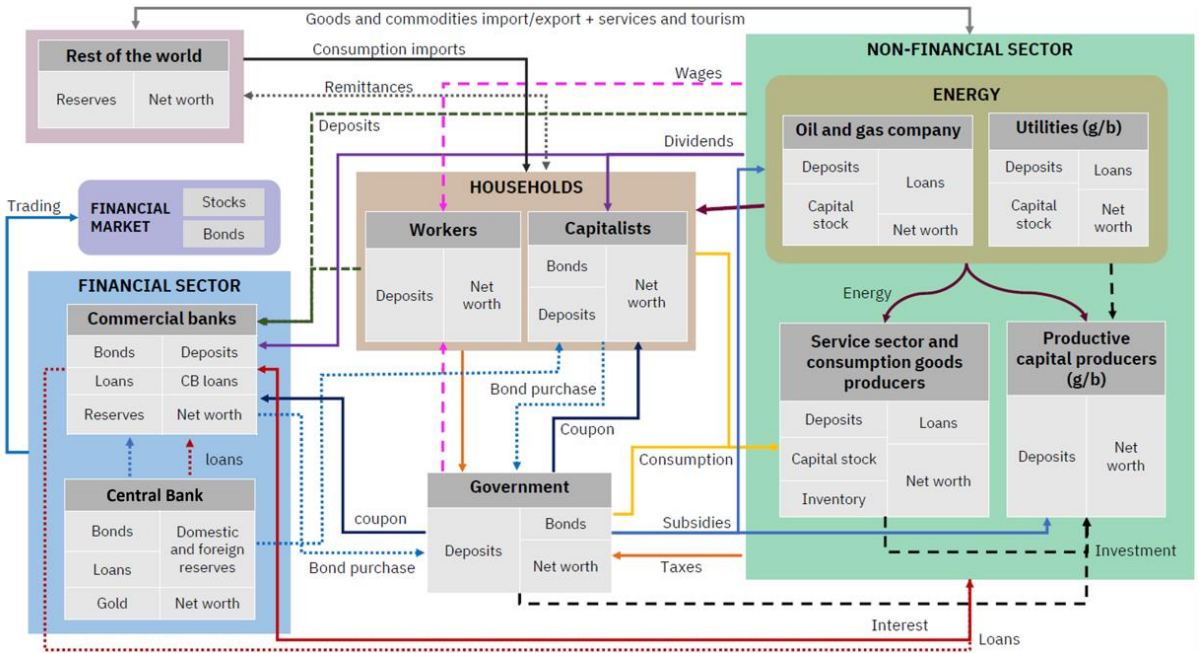 Goods and commodities import/export + services and tourism
Rest of the world
Reserves
Net worth
Consumption imports
Remittances
Deposits
Wages
Dividends
NON-FINANCIAL SECTOR
ENERGY
Oil and gas company
Deposits
Capital
stock
Loans
Net worth
Utilities (g/b)
Deposits
Capital
stock
Loans
Net
worth
Trading
FINANCIAL
MARKET
Stocks
Bonds
HOUSEHOLDS
Workers
Deposits
Net
worth
Capitalists
Bonds
Deposits
Net
worth
FINANCIAL SECTOR
Commercial banks
Bonds
Deposits
Loans
CB loans
Reserves
Net worth
loans
Central Bank
Bonds
Loans
Gold
Domestic
and foreign
reserves
Net worth
Energy
Service sector and
consumption goods
producers
Deposits
Capital stock
Inventory
Loans
Net worth
Productive
capital producers
(g/b)
Deposits
Net
worth
Bond purchase
Coupon
Consumption
Government
Deposits
Bonds
Net worth
coupon
Bond purchase
Subsidies
Taxes
Investment
Interest
Loans